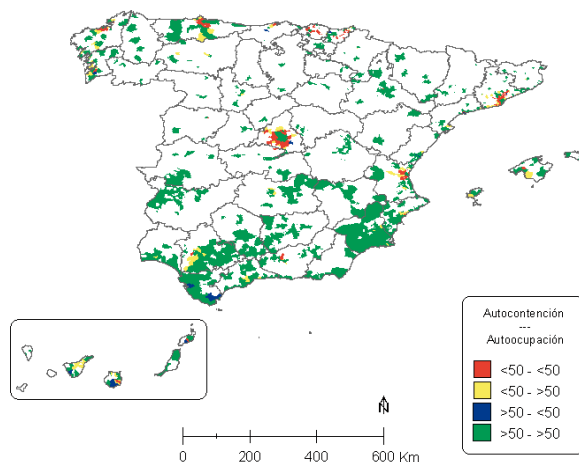 Autocontención
---
Autoocupación
<50 - <50
<50 - >50
>50 - <50
>50 - >50
N
0 200 400 600 Km